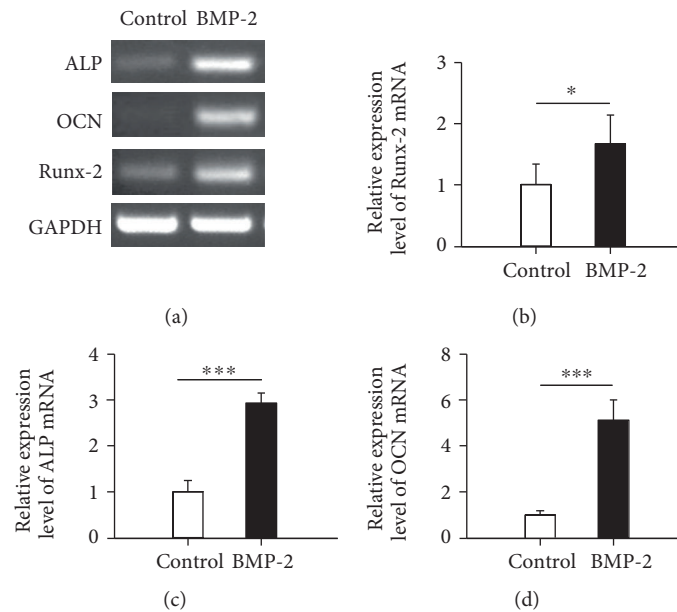 Control BMP-2
ALP
OCN
Runx-2
GAPDH
(a)
Relative expression
level of Runx-2 mRNA
3
2
1
0
*
Control BMP-2
(b)
Relative expression
level of ALP mRNA
4
3
2
1
0
***
Control BMP-2
(c)
Relative expression
level of OCN mRNA
8
6
4
2
0
***
Control BMP-2
(d)